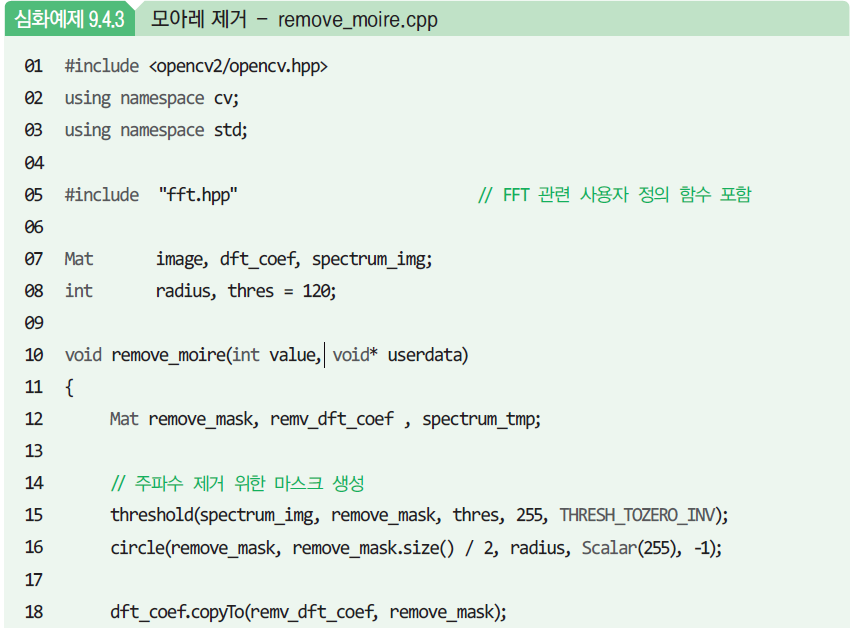 심화예제 9.4.3 모아레 제거 - remove_moire.cpp
01 #include <opencv2/opencv.hpp>
02 using namespace cv;
03 using namespace std;
04
05 #include "fft.hpp" // FFT 관련 사용자 정의 함수 포함
06
07 Mat image, dft_coef, spectrum_img;
08 int radius, thres = 120;
09
10 void remove_moire(int value, void* userdata)
11 {
12 Mat remove_mask, remv_dft_coef , spectrum_tmp;
13
14 // 주파수 제거 위한 마스크 생성
15 threshold(spectrum_img, remove_mask, thres, 255, THRESH_TOZERO_INV);
16 circle(remove_mask, remove_mask.size() / 2, radius, Scalar(255), -1);
17
18 dft_coef.copyTo(remv_dft_coef, remove_mask);